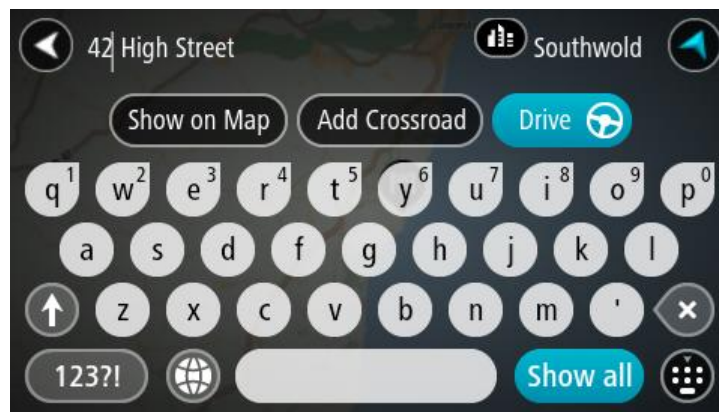 42 High Street Southwold
Show on Map Add Crossroad Drive
q1 w2 e3 r4 t5 y6 u7 i8 o9 p0
a s d f g h j k l
z x c v b n m '
123?! Show all